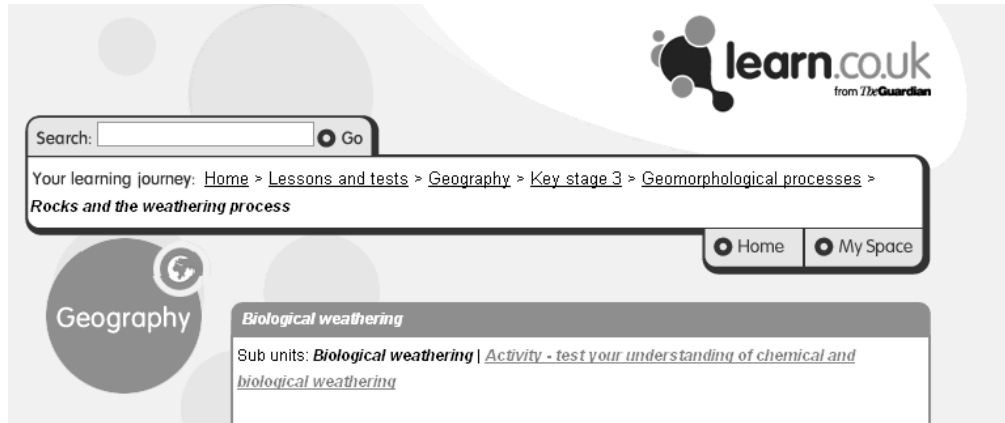 learn.co.uk
from TheGuardian
Search: Go
Your learning journey: Home > Lessons and tests > Geography > Key stage 3 > Geomorphological processes >
Rocks and the weathering process
Home My Space
Geography
Biological weathering
Sub units: Biological weathering | Activity - test your understanding of chemical and
biological weathering